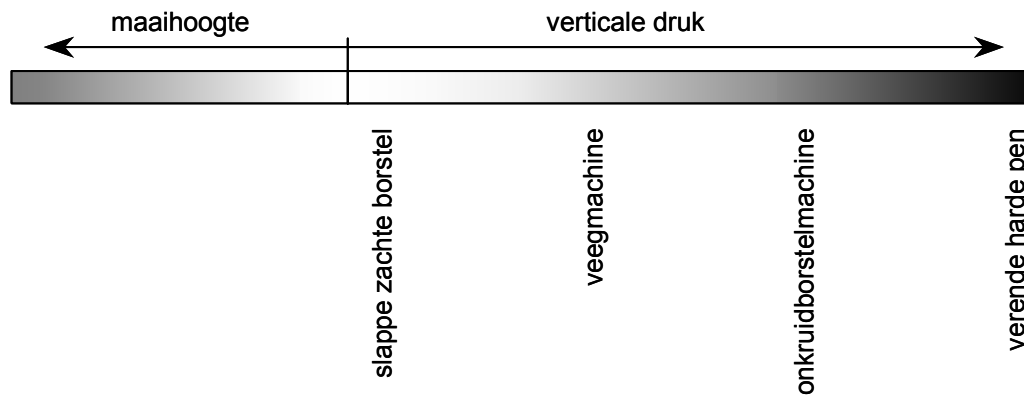 maaihoogte
verticale druk
slappe zachte borstel
veegmachine
onkruidborstelmachine
verende harde pen